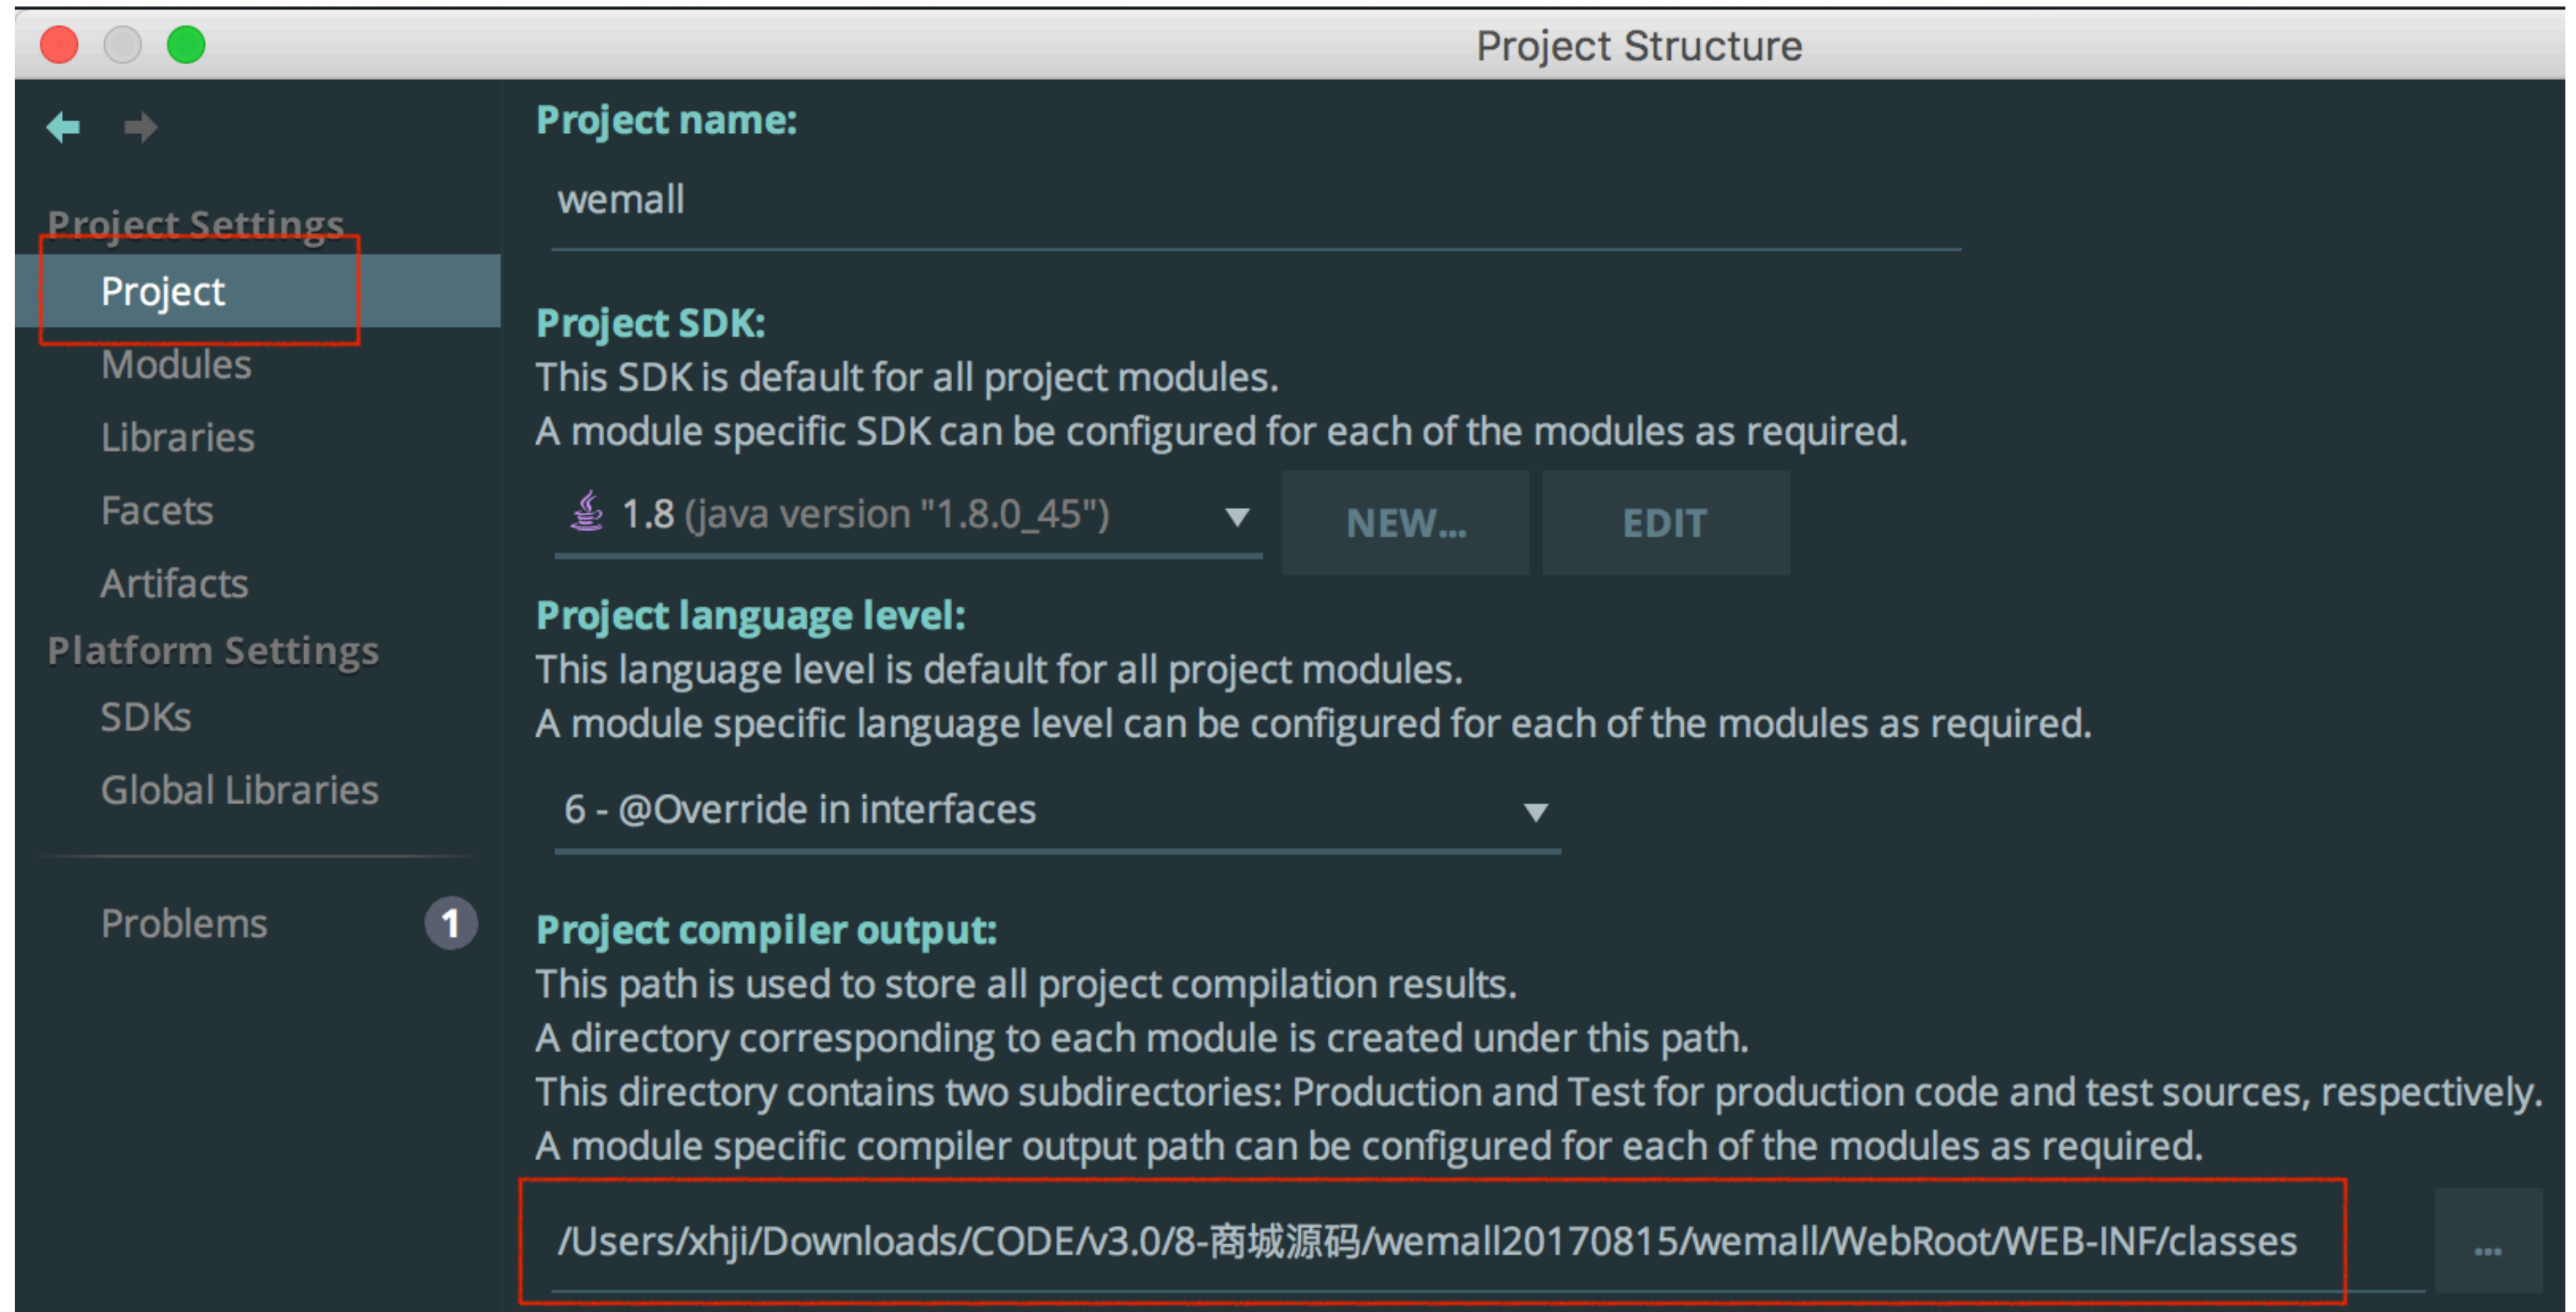 Project Structure
Project Settings
Project
Modules
Libraries
Facets
Artifacts
Platform Settings
SDKs
Global Libraries
Problems 1
Project name:
wemall
Project SDK:
This SDK is default for all project modules.
A module specific SDK can be configured for each of the modules as required.
1.8 (java version "1.8.0_45") NEW... EDIT
Project language level:
This language level is default for all project modules.
A module specific language level can be configured for each of the modules as required.
6 - @Override in interfaces
Project compiler output:
This path is used to store all project compilation results.
A directory corresponding to each module is created under this path.
This directory contains two subdirectories: Production and Test for production code and test sources, respectively.
A module specific compiler output path can be configured for each of the modules as required.
/Users/xhji/Downloads/CODE/v3.0/8-商城源码/wemall20170815/wemall/WebRoot/WEB-INF/classes ...